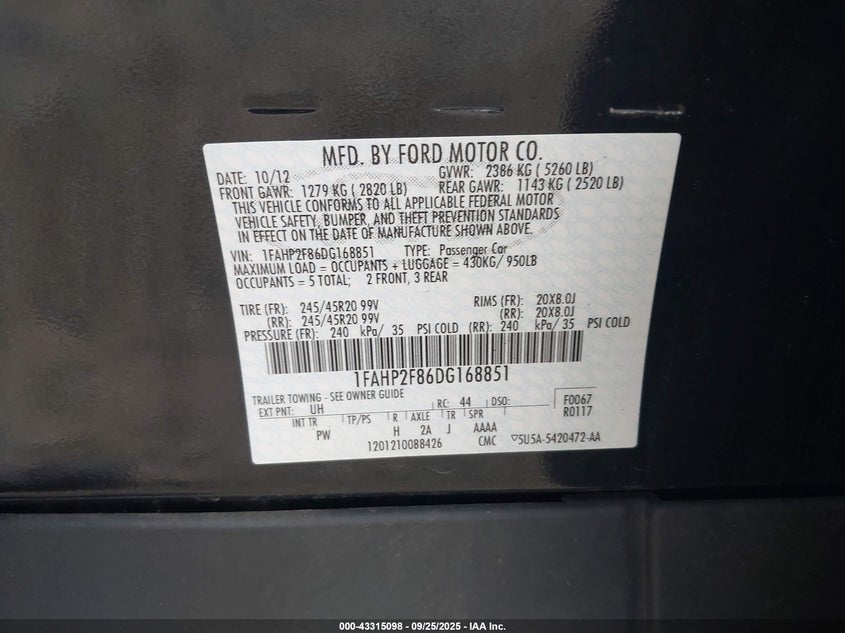 MFD. BY FORD MOTOR CO.
DATE: 10/12 GVWR: 2386 KG ( 5260 LB)
FRONT GAWR: 1279 KG ( 2820 LB) REAR GAWR: 1143 KG ( 2520 LB)
THIS VEHICLE CONFORMS TO ALL APPLICABLE FEDERAL MOTOR
VEHICLE SAFETY, BUMPER, AND THEFT PREVENTION STANDARDS
IN EFFECT ON THE DATE OF MANUFACTURE SHOWN ABOVE.
VIN: 1FAHP2F86DG168851 TYPE: Passenger Car
MAXIMUM LOAD = OCCUPANTS + LUGGAGE = 430KG/ 950LB
OCCUPANTS = 5 TOTAL; 2 FRONT, 3 REAR
TIRE (FR): 245/45R20 99V RIMS (FR): 20X8.0J
(RR): 245/45R20 99V (RR): 20X8.0J
PRESSURE (FR): 240 kPa/ 35 PSI COLD (RR): 240 kPa/ 35 PSI COLD
1FAHP2F86DG168851
TRAILER TOWING - SEE OWNER GUIDE
EXT PNT: UH RC: 44 DSO: F0067
INT TR TP/PS R AXLE TR SPR R0117
PW H 2A J AAAA
1201210088426 CMC ▽5U5A-5420472-AA
000-43315098 - 09/25/2025 - IAA Inc.